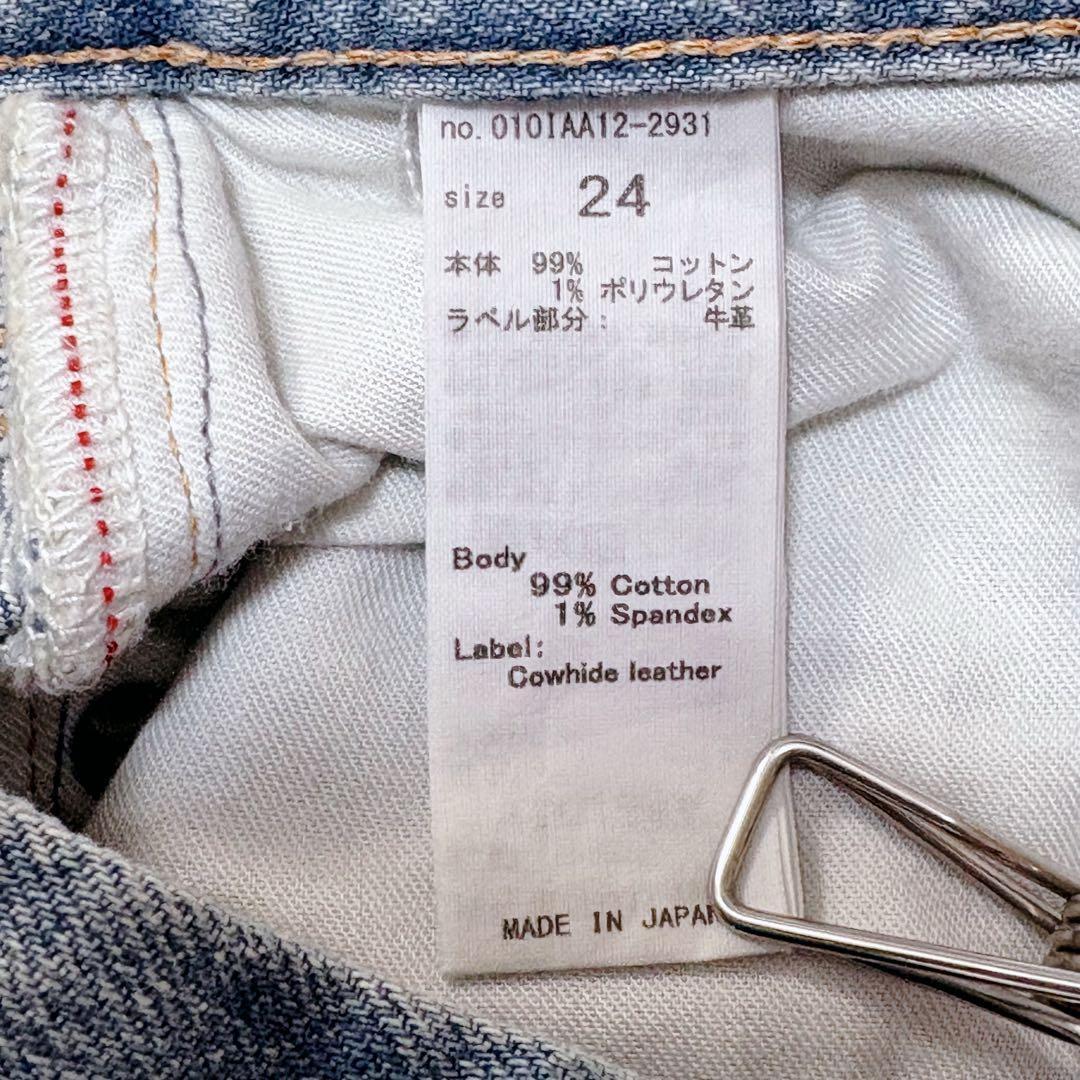 no. 010IAA12-2931
size 24
本体 99% コットン
1% ポリウレタン
ラベル部分: 牛革
Body
99% Cotton
1% Spandex
Label:
Cowhide leather
MADE IN JAPAN